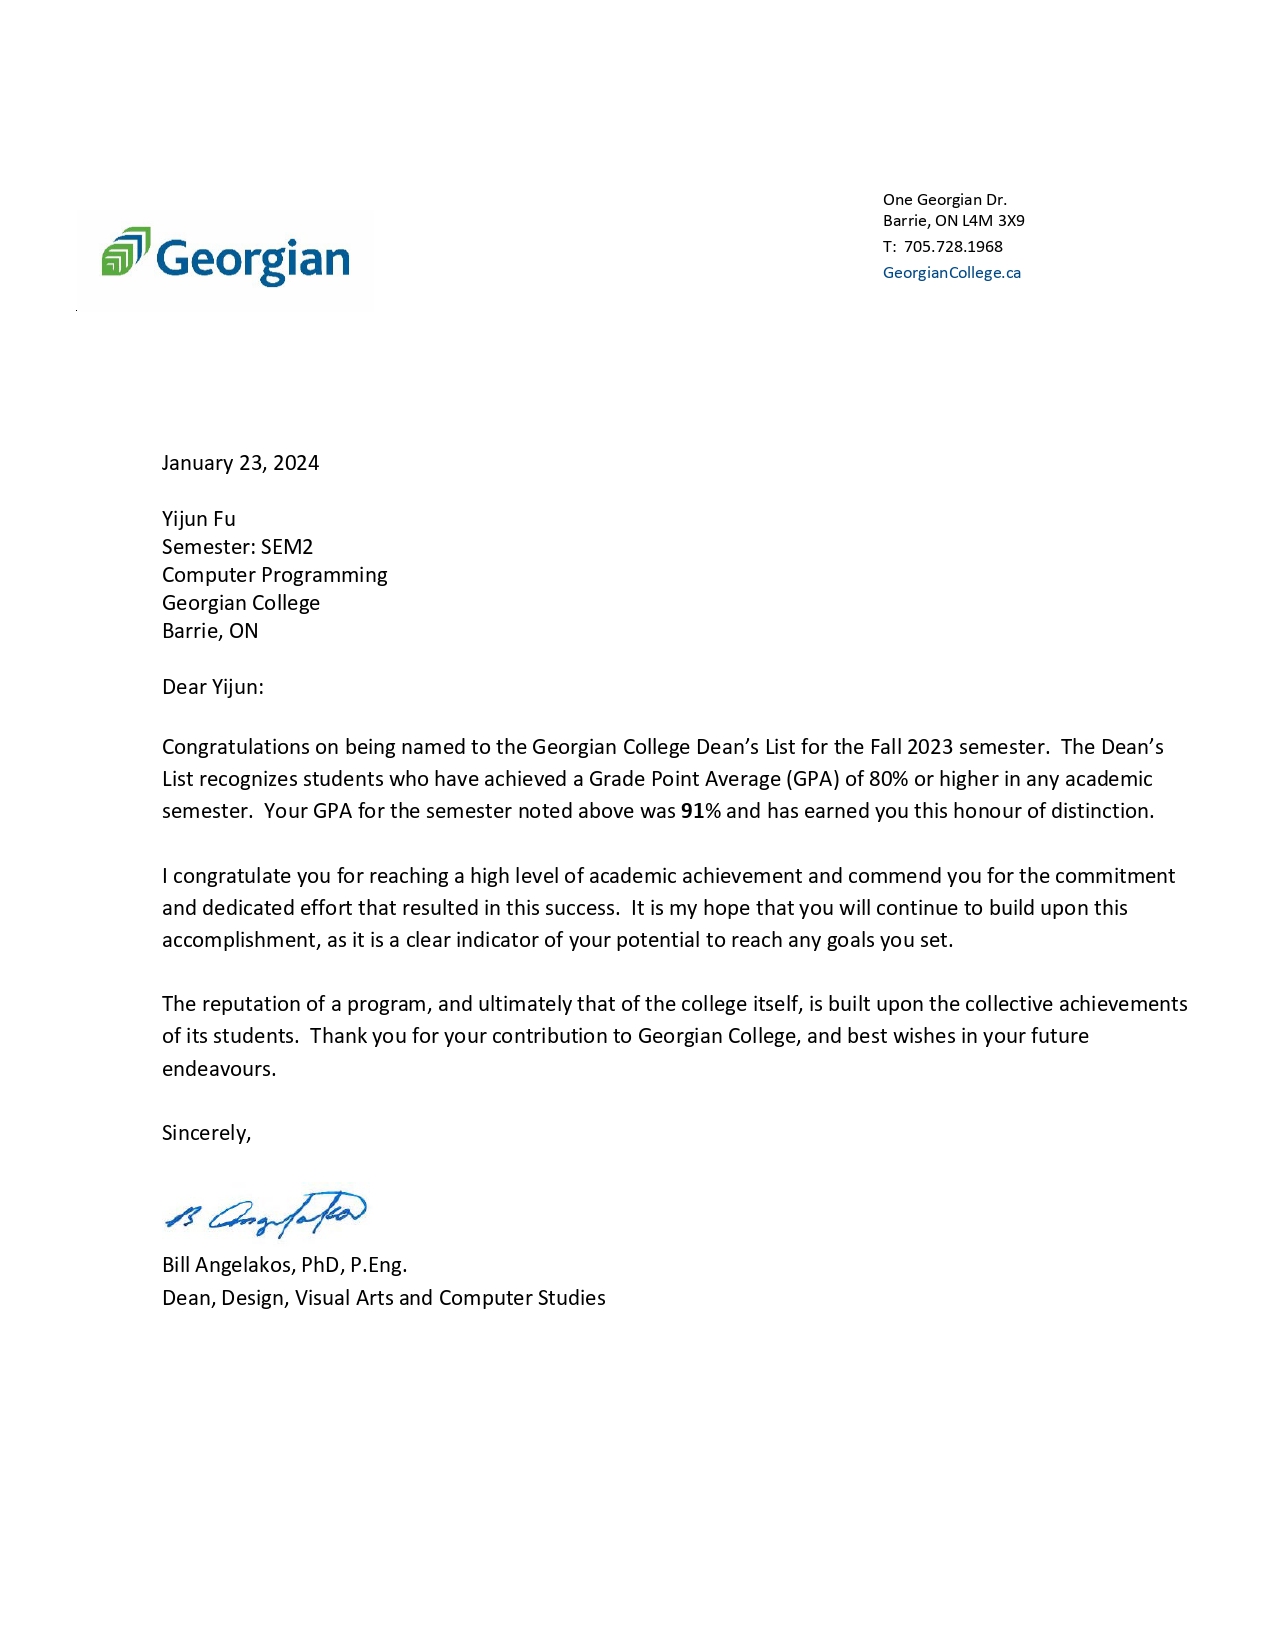 One Georgian Dr.
Barrie, ON L4M 3X9
T:  705.728.1968
GeorgianCollege.ca
Georgian
January 23, 2024
Yijun Fu
Semester: SEM2
Computer Programming
Georgian College
Barrie, ON
Dear Yijun:
Congratulations on being named to the Georgian College Dean’s List for the Fall 2023 semester.  The Dean’s
List recognizes students who have achieved a Grade Point Average (GPA) of 80% or higher in any academic
semester.  Your GPA for the semester noted above was 91% and has earned you this honour of distinction.
I congratulate you for reaching a high level of academic achievement and commend you for the commitment
and dedicated effort that resulted in this success.  It is my hope that you will continue to build upon this
accomplishment, as it is a clear indicator of your potential to reach any goals you set.
The reputation of a program, and ultimately that of the college itself, is built upon the collective achievements
of its students.  Thank you for your contribution to Georgian College, and best wishes in your future
endeavours.
Sincerely,
B Angelakos
Bill Angelakos, PhD, P.Eng.
Dean, Design, Visual Arts and Computer Studies